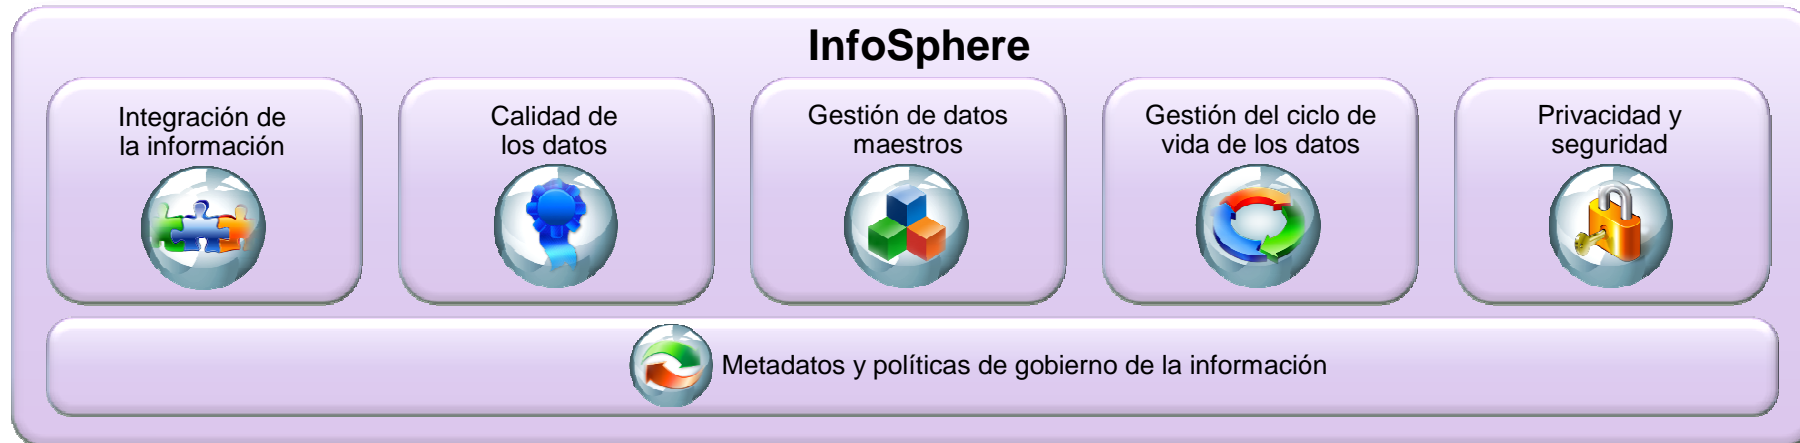 InfoSphere
Integración de
la información
Calidad de
los datos
Gestión de datos
maestros
Gestión del ciclo de
vida de los datos
Privacidad y
seguridad
Metadatos y políticas de gobierno de la información